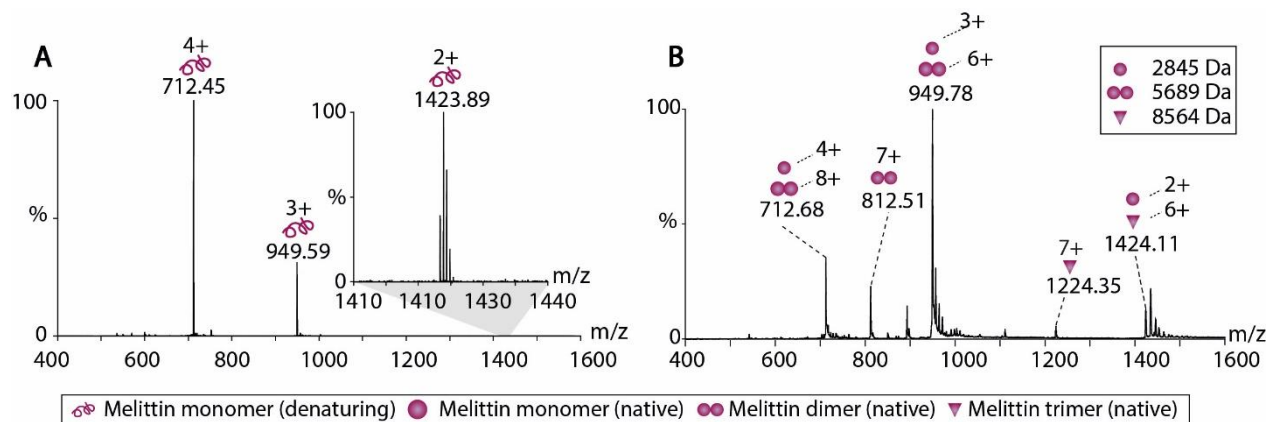 A
4+
712.45
100
%
0
3+
949.59
2+
1423.89
100
%
0
1410 1420 1430 1440
m/z
400 600 800 1000 1200 1400 1600
m/z
B
3+
6+
949.78
100
%
0
4+
8+
712.68
7+
812.51
7+
1224.35
2+
6+
1424.11
2845 Da
5689 Da
8564 Da
m/z
400 600 800 1000 1200 1400 1600
Melittin monomer (denaturing) Melittin monomer (native) Melittin dimer (native) Melittin trimer (native)